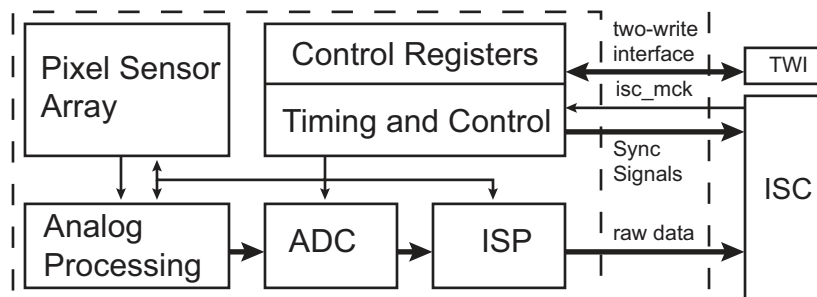 Pixel Sensor
Array
Control Registers
Timing and Control
two-write
interface
TWI
isc_mck
Sync
Signals
ISC
Analog
Processing
ADC
ISP
raw data